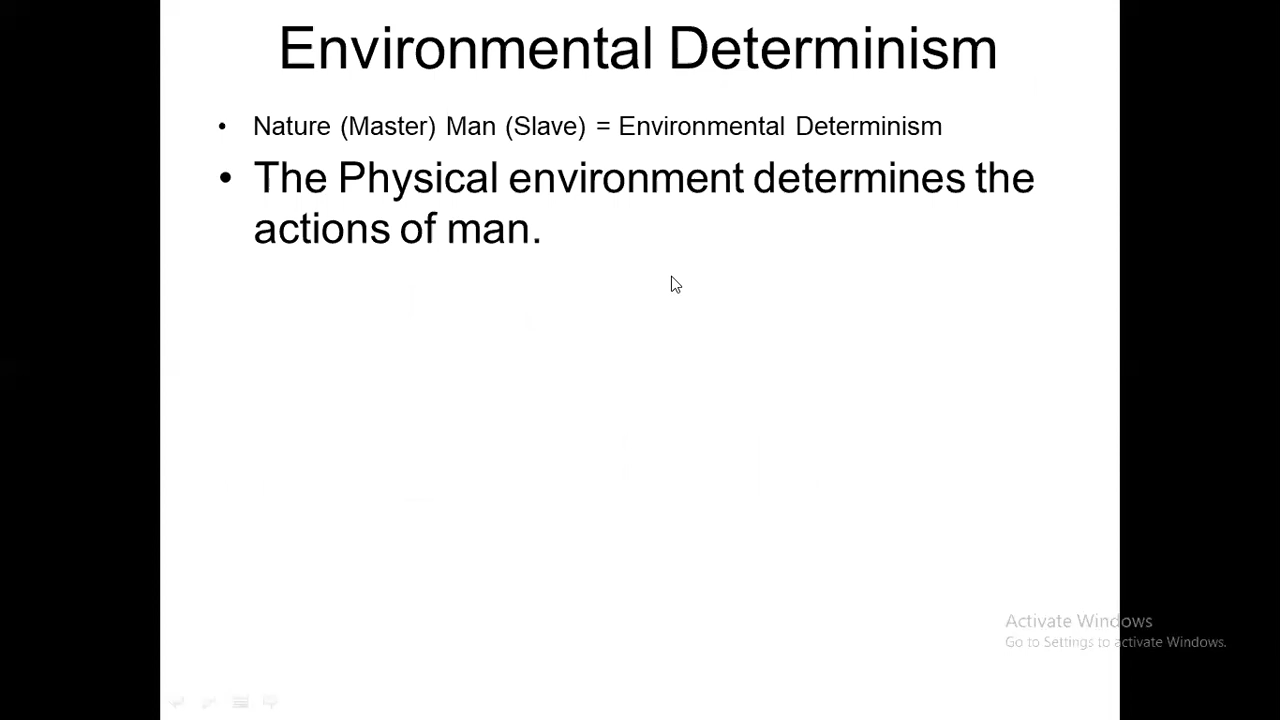 Environmental Determinism
• Nature (Master) Man (Slave) = Environmental Determinism
• The Physical environment determines the
actions of man.
Activate Windows
Go to Settings to activate Windows.